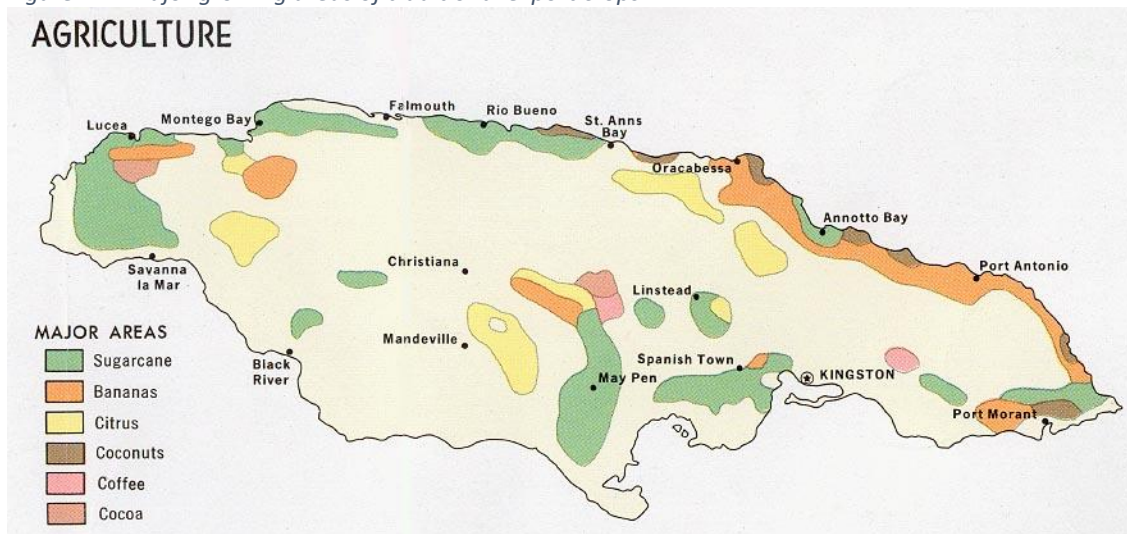 AGRICULTURE
Falmouth
Rio Bueno
Montego Bay
Lucea
St. Anns
Bay
Oracabessa
Annotto Bay
Christiana
Port Antonio
Savanna
la Mar
Linstead
MAJOR AREAS
Mandeville
Sugarcane
Black
River
Spanish Town
KINGSTON
May Pen
Bananas
Port Morant
Citrus
Coconuts
Coffee
Cocoa